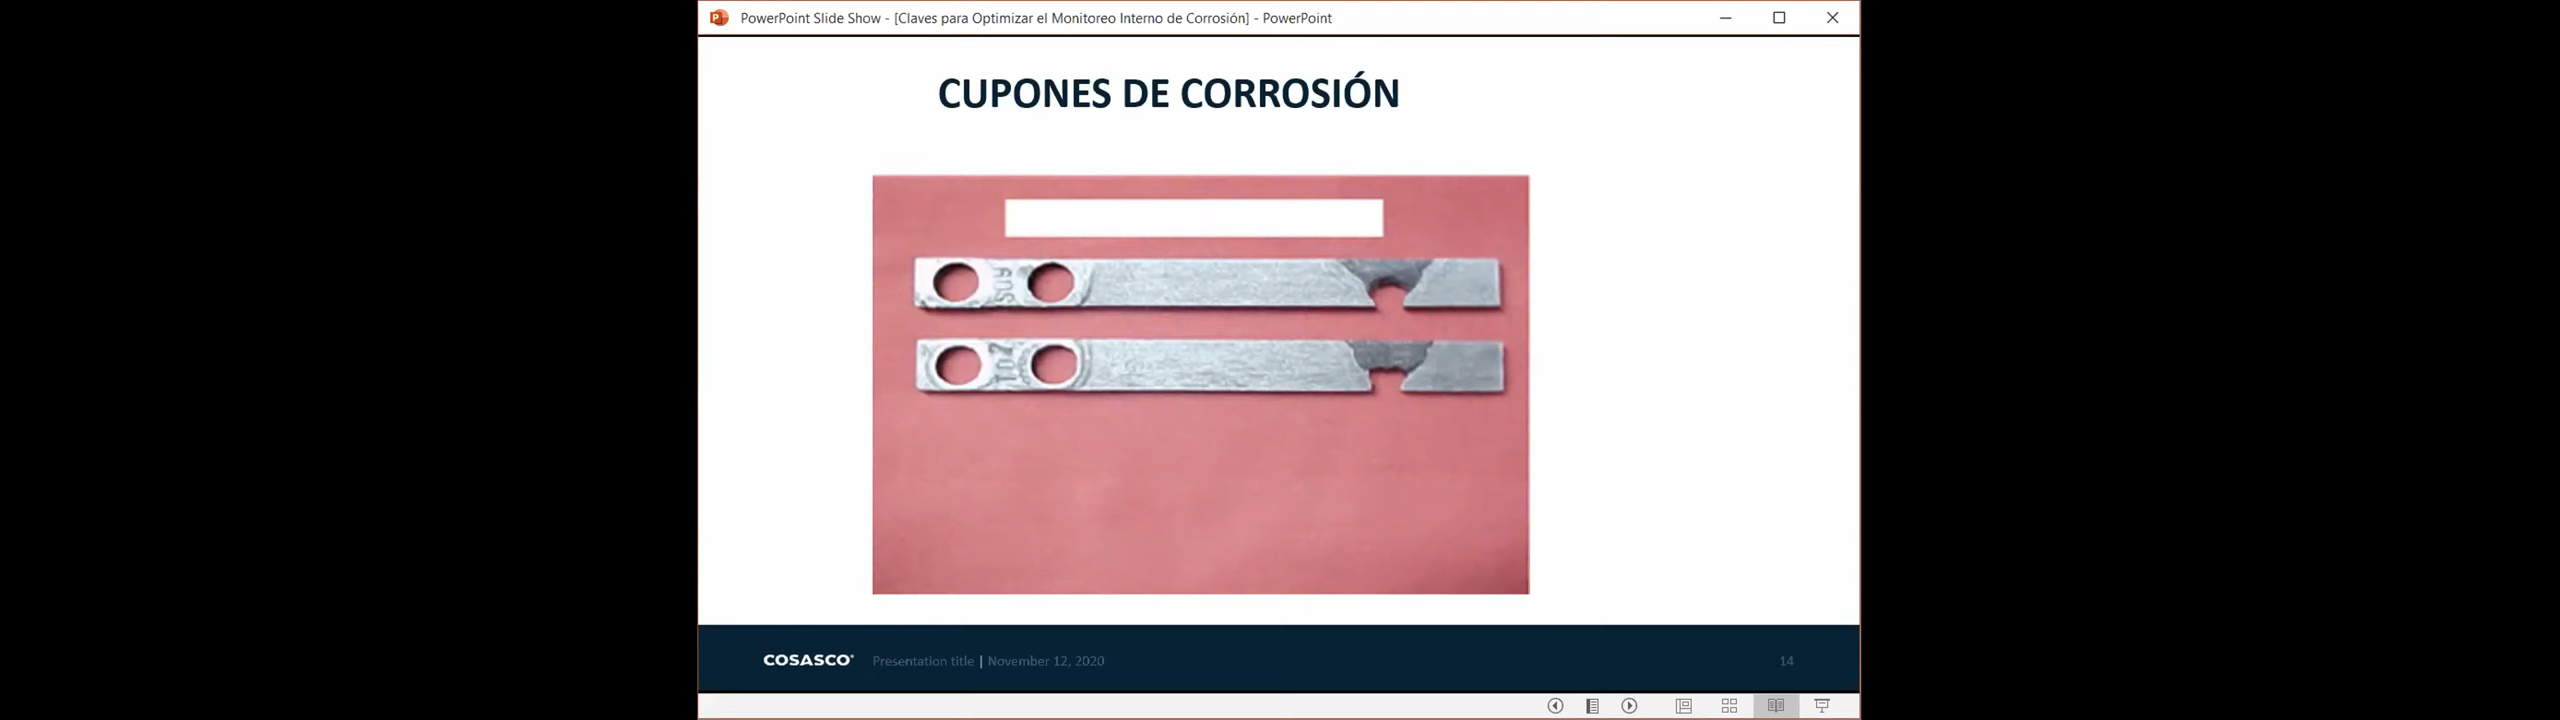 PowerPoint Slide Show - [Claves para Optimizar el Monitoreo Interno de Corrosión] - PowerPoint
CUPONES DE CORROSIÓN
COSASCO
Presentation title | November 12, 2020
14